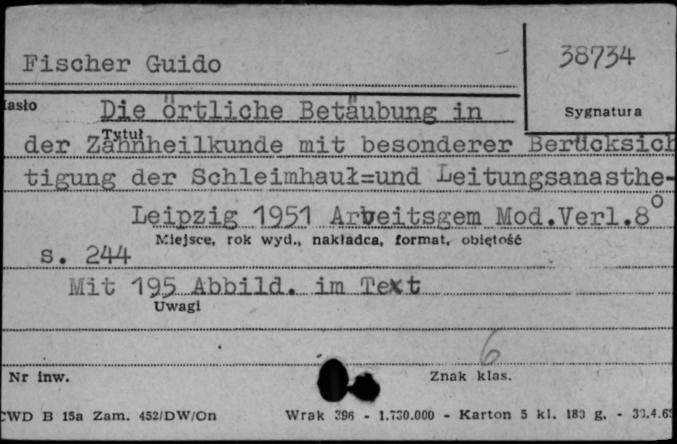 Fischer Guido
38734
Hasło
Sygnatura
Die örtliche Betäubung in
Tytuł
der Zahnheilkunde mit besonderer Berücksich
tigung der Schleimhauł=und Leitungsanasthe-
Leipzig 1951 Arbeitsgem Mod.Verl.8°
Miejsce, rok wyd., nakładca, format, objętość
s. 244
Mit 195 Abbild. im Text
Uwagi
6
Nr inw.
Znak klas.
CWD B 15a Zam. 452/DW/On
Wrak 396 - 1.730.000 - Karton 5 kl. 180 g. - 30.4.6